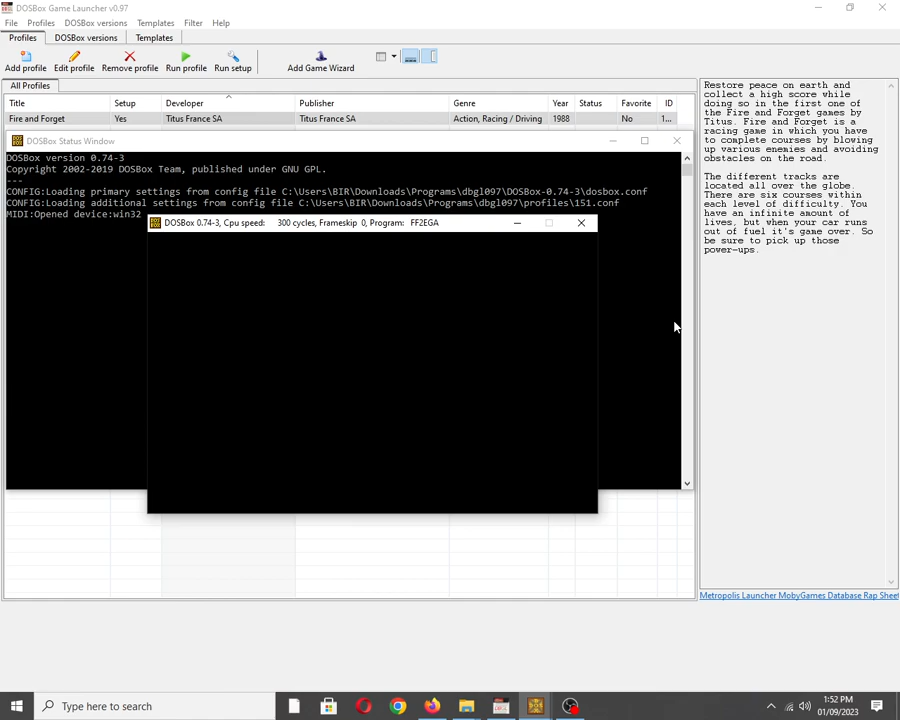 DOSBox Game Launcher v0.97
File Profiles DOSBox versions Templates Filter Help
Profiles DOSBox versions Templates
Add profile Edit profile Remove profile Run profile Run setup Add Game Wizard
All Profiles
Title Setup Developer Publisher Genre Year Status Favorite ID
Fire and Forget Yes Titus France SA Titus France SA Action, Racing / Driving 1988 No 1...
DOSBox Status Window
DOSBox version 0.74-3
Copyright 2002-2019 DOSBox Team, published under GNU GPL.
---
CONFIG:Loading primary settings from config file C:\Users\BIR\Downloads\Programs\dbgl097\DOSBox-0.74-3\dosbox.conf
CONFIG:Loading additional settings from config file C:\Users\BIR\Downloads\Programs\dbgl097\profiles\151.conf
MIDI:Opened device:win32
DOSBox 0.74-3, Cpu speed: 300 cycles, Frameskip 0, Program: FF2EGA
Restore peace on earth and
collect a high score while
doing so in the first one of
the Fire and Forget games by
Titus. Fire and Forget is a
racing game in which you have
to complete courses by blowing
up various enemies and avoiding
obstacles on the road.
The different tracks are
located all over the globe.
There are six courses within
each level of difficulty. You
have an infinite amount of
lives, but when your car runs
out of fuel it's game over. So
be sure to pick up those
power-ups.
Metropolis Launcher MobyGames Database Rap Sheet
Type here to search
1:52 PM
01/09/2023